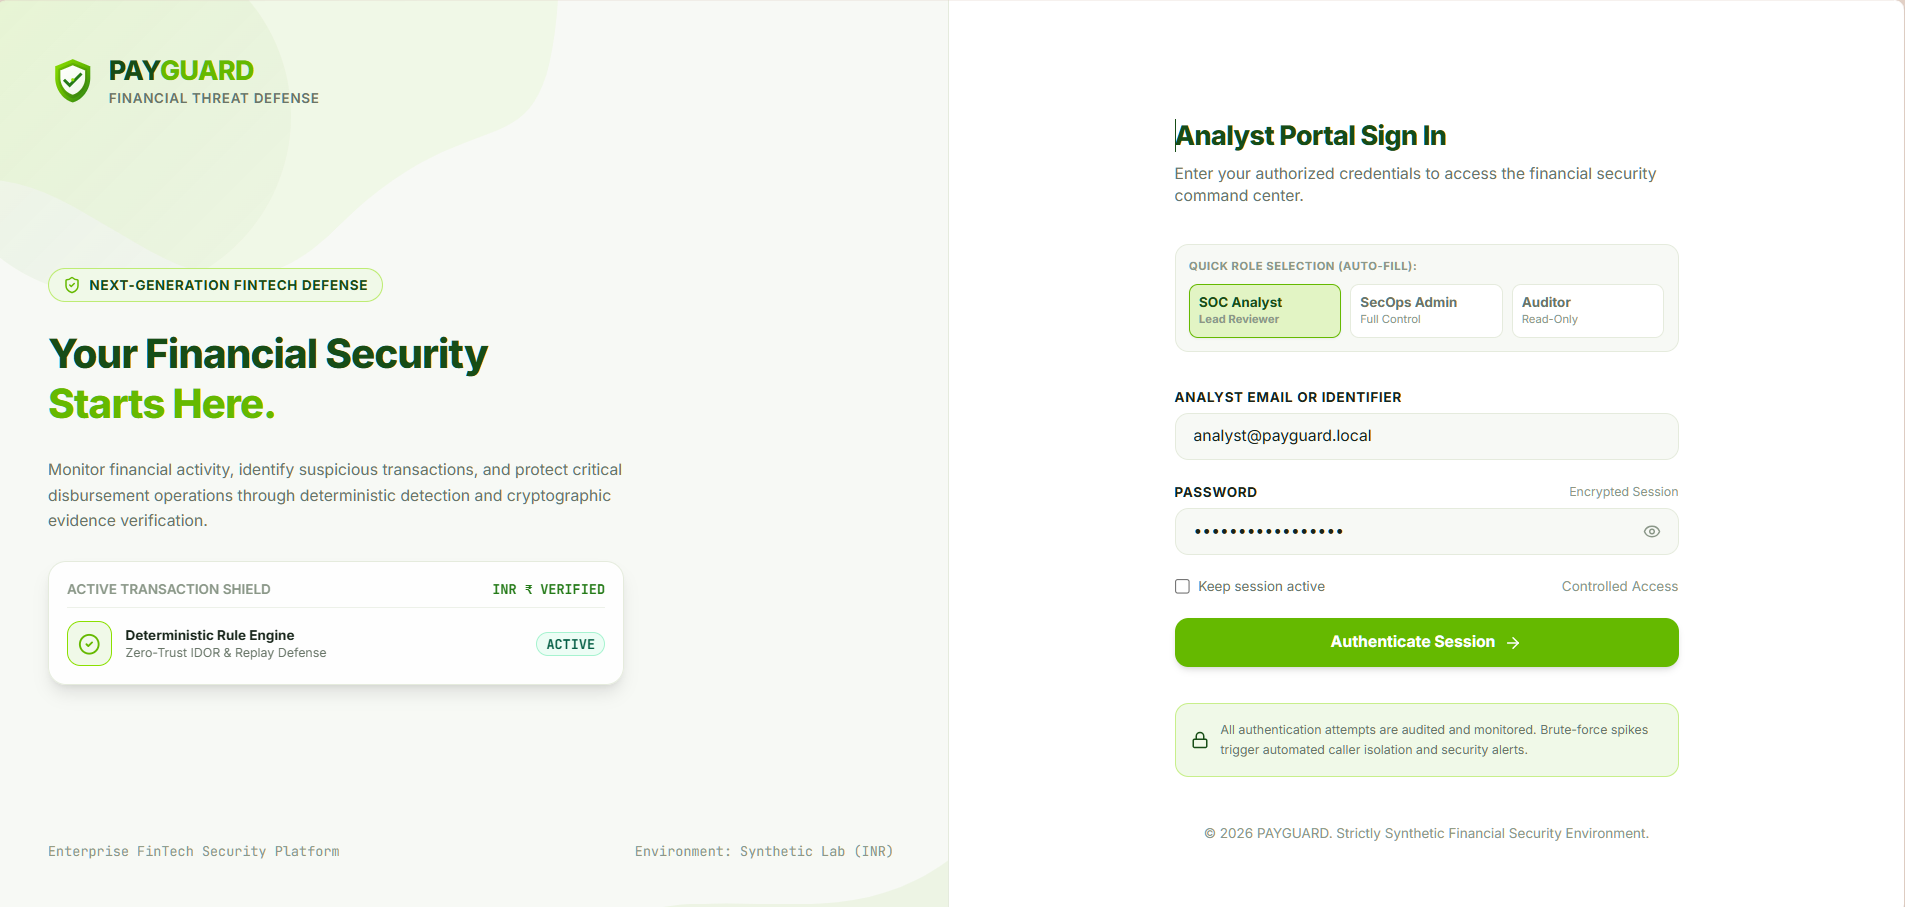 PAYGUARD
FINANCIAL THREAT DEFENSE
NEXT-GENERATION FINTECH DEFENSE
Your Financial Security
Starts Here.
Monitor financial activity, identify suspicious transactions, and protect critical
disbursement operations through deterministic detection and cryptographic
evidence verification.
ACTIVE TRANSACTION SHIELD
INR ₹ VERIFIED
Deterministic Rule Engine
Zero-Trust IDOR & Replay Defense
ACTIVE
Enterprise FinTech Security Platform
Environment: Synthetic Lab (INR)
Analyst Portal Sign In
Enter your authorized credentials to access the financial security
command center.
QUICK ROLE SELECTION (AUTO-FILL):
SOC Analyst
Lead Reviewer
SecOps Admin
Full Control
Auditor
Read-Only
ANALYST EMAIL OR IDENTIFIER
analyst@payguard.local
PASSWORD
Encrypted Session
•••••••••••••••••
Keep session active
Controlled Access
Authenticate Session →
All authentication attempts are audited and monitored. Brute-force spikes
trigger automated caller isolation and security alerts.
© 2026 PAYGUARD. Strictly Synthetic Financial Security Environment.